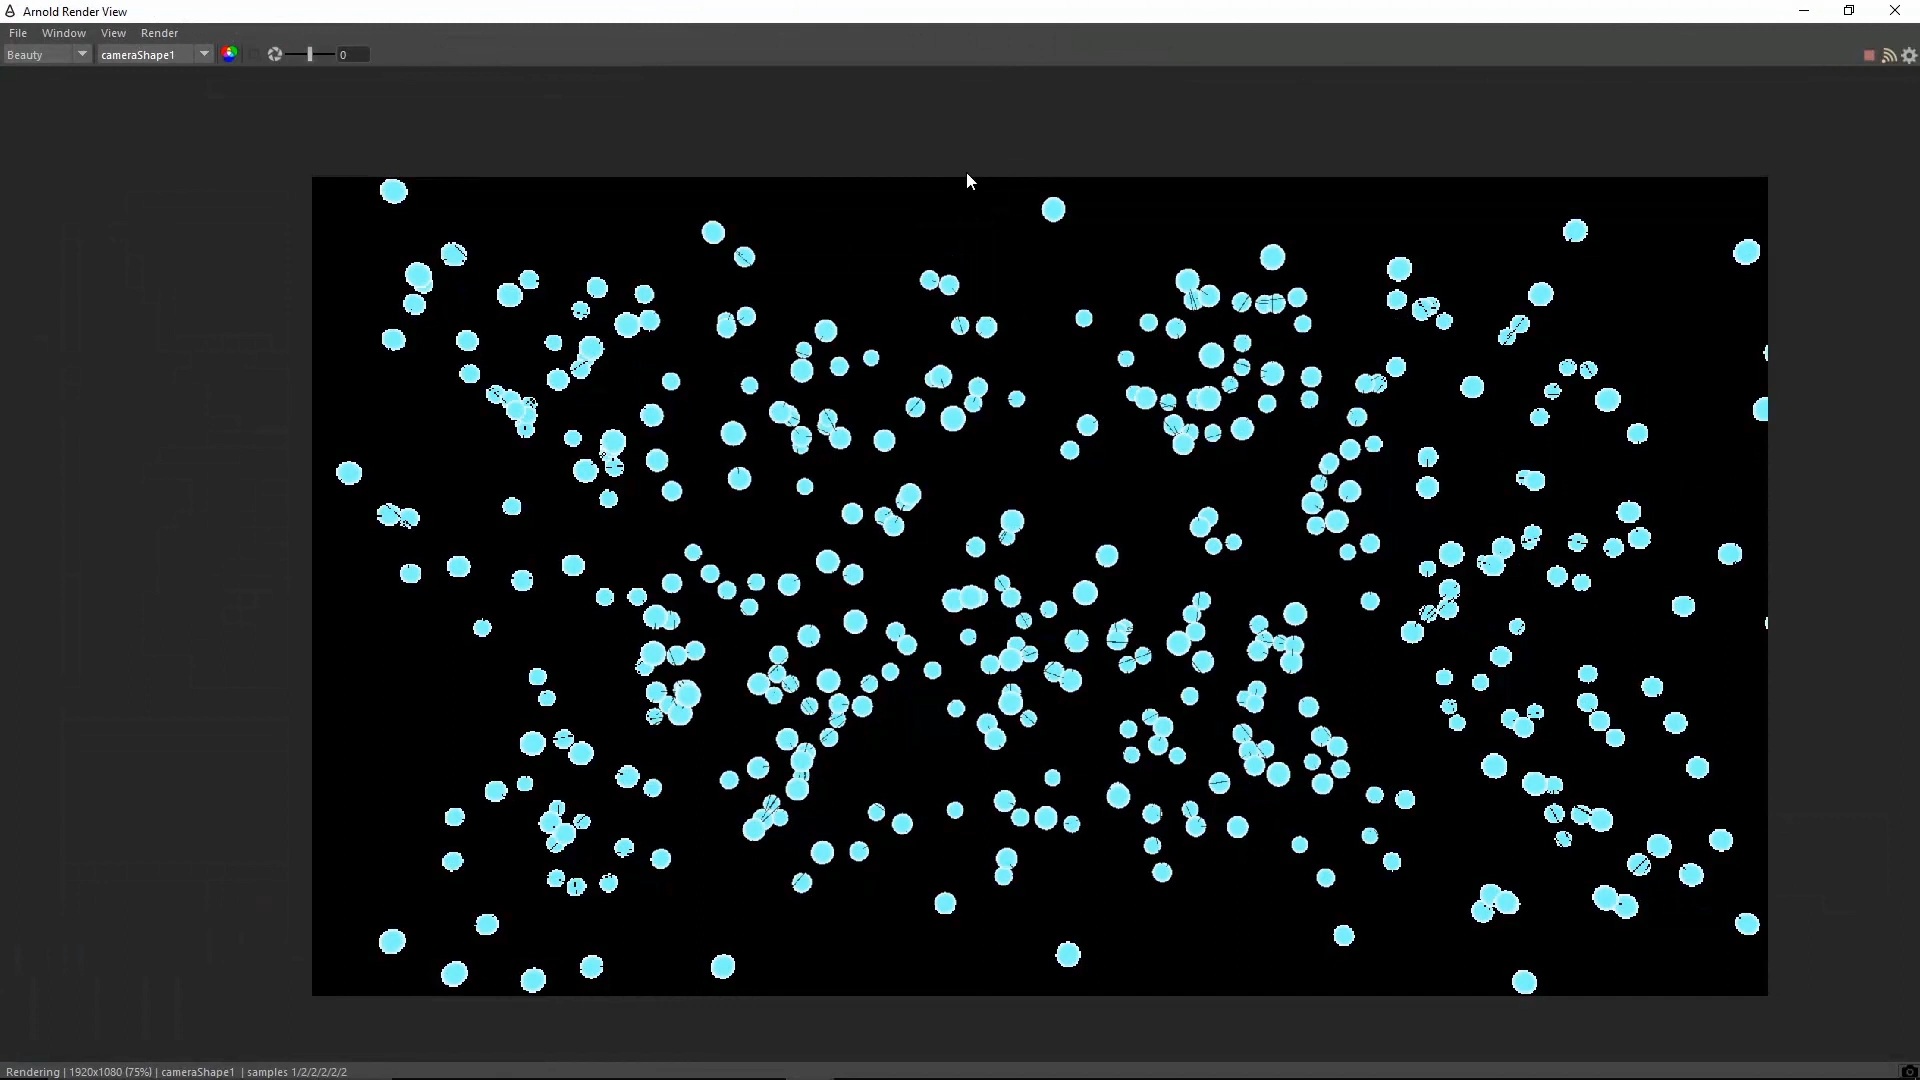 Arnold Render View
File Window View Render
Beauty cameraShape1 0
Rendering | 1920x1080 (75%) | cameraShape1 | samples 1/2/2/2/2/2